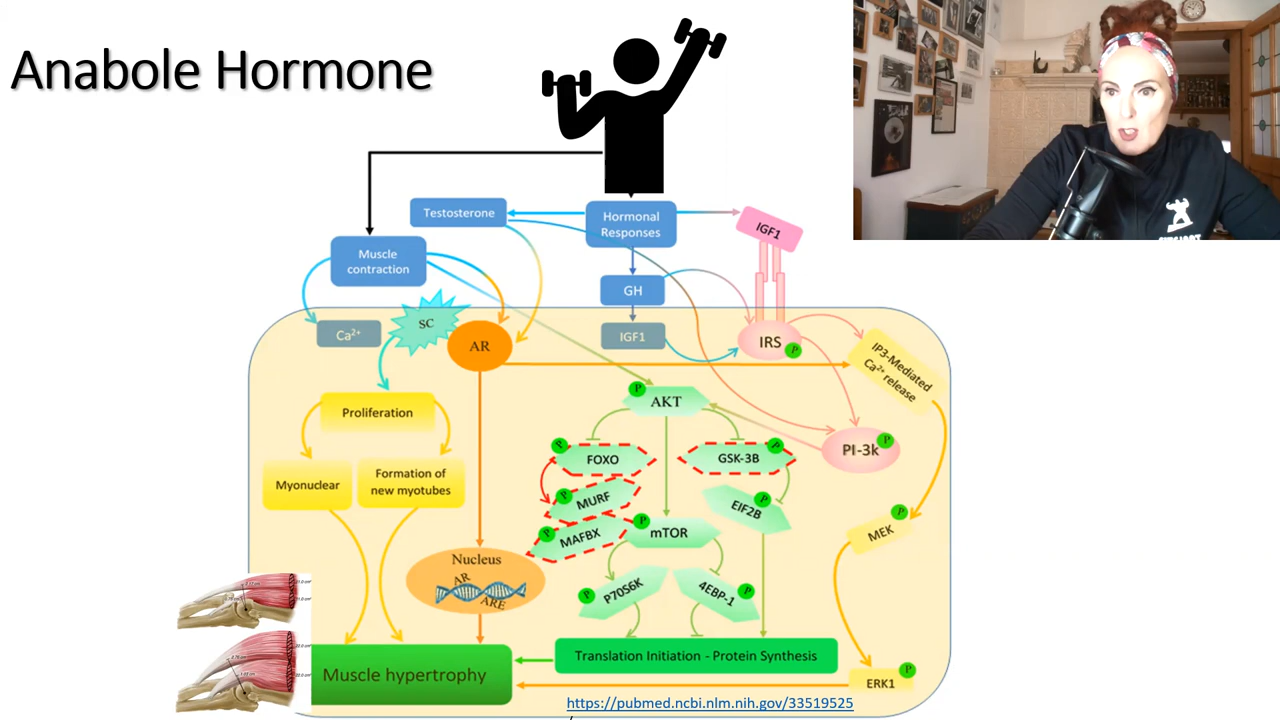 Anabole Hormone
Testosterone
Hormonal
Responses
IGF1
Muscle
contraction
GH
Ca2+
SC
AR
IGF1
IRS
P
IP3-Mediated
Ca2+ release
P
AKT
Proliferation
P
FOXO
GSK-3B
P
PI-3k
P
Myonuclear
Formation of
new myotubes
P
MURF
EIF2B
P
P
MAFBX
P
mTOR
MEK
P
Nucleus
AR
ARE
P
P70S6K
4EBP-1
P
Muscle hypertrophy
Translation Initiation - Protein Synthesis
ERK1
P
https://pubmed.ncbi.nlm.nih.gov/33519525
/